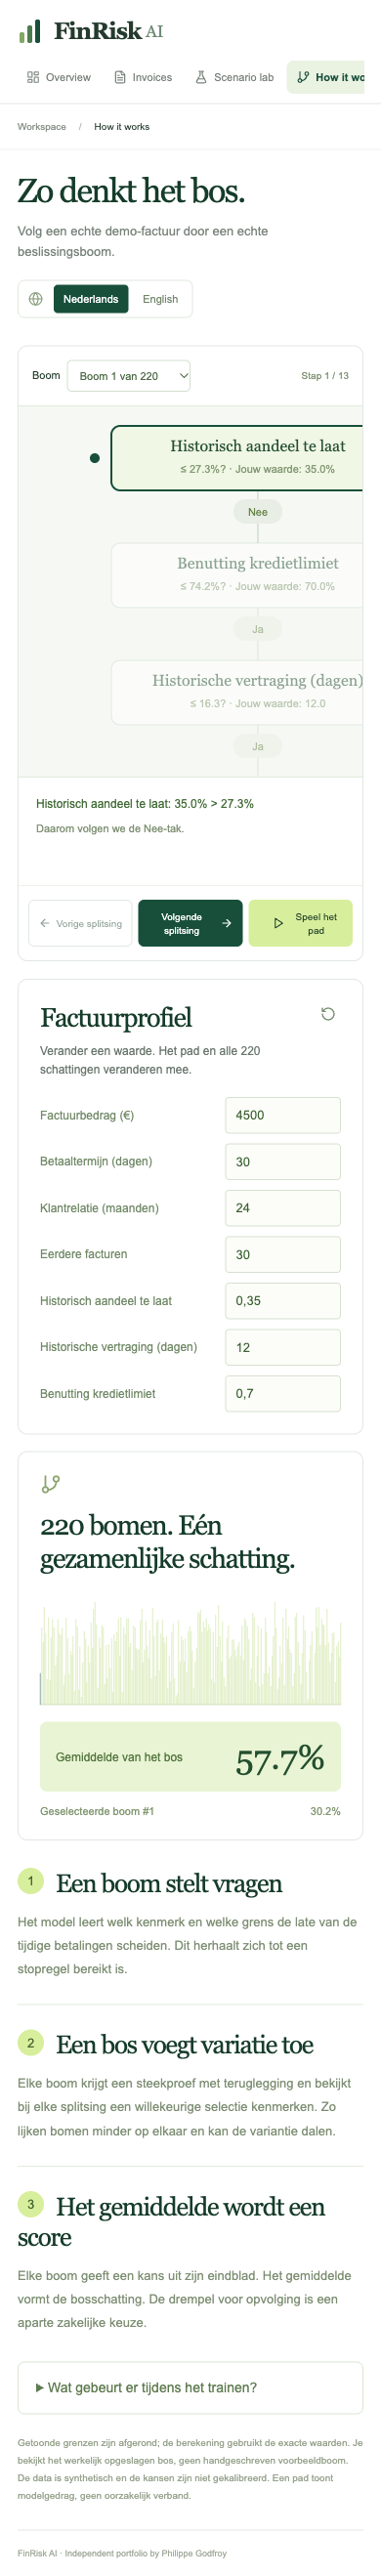 FinRisk AI
Overview Invoices Scenario lab How it wo
Workspace / How it works
Zo denkt het bos.
Volg een echte demo-factuur door een echte
beslissingsboom.
Nederlands English
Boom Boom 1 van 220 Stap 1 / 13
Historisch aandeel te laat
≤ 27.3%? · Jouw waarde: 35.0%
Nee
Benutting kredietlimiet
≤ 74.2%? · Jouw waarde: 70.0%
Ja
Historische vertraging (dagen)
≤ 16.3? · Jouw waarde: 12.0
Ja
Historisch aandeel te laat: 35.0% > 27.3%
Daarom volgen we de Nee-tak.
Vorige splitsing
Volgende
splitsing
Speel het
pad
Factuurprofiel
Verander een waarde. Het pad en alle 220
schattingen veranderen mee.
Factuurbedrag (€) 4500
Betaaltermijn (dagen) 30
Klantrelatie (maanden) 24
Eerdere facturen 30
Historisch aandeel te laat 0,35
Historische vertraging (dagen) 12
Benutting kredietlimiet 0,7
220 bomen. Eén
gezamenlijke schatting.
Gemiddelde van het bos 57.7%
Geselecteerde boom #1 30.2%
1 Een boom stelt vragen
Het model leert welk kenmerk en welke grens de late van de
tijdige betalingen scheiden. Dit herhaalt zich tot een
stopregel bereikt is.
2 Een bos voegt variatie toe
Elke boom krijgt een steekproef met teruglegging en bekijkt
bij elke splitsing een willekeurige selectie kenmerken. Zo
lijken bomen minder op elkaar en kan de variantie dalen.
3 Het gemiddelde wordt een
score
Elke boom geeft een kans uit zijn eindblad. Het gemiddelde
vormt de bosschatting. De drempel voor opvolging is een
aparte zakelijke keuze.
Wat gebeurt er tijdens het trainen?
Getoonde grenzen zijn afgerond; de berekening gebruikt de exacte waarden. Je
bekijkt het werkelijk opgeslagen bos, geen handgeschreven voorbeeldboom.
De data is synthetisch en de kansen zijn niet gekalibreerd. Een pad toont
modelgedrag, geen oorzakelijk verband.
FinRisk AI · Independent portfolio by Philippe Godfroy